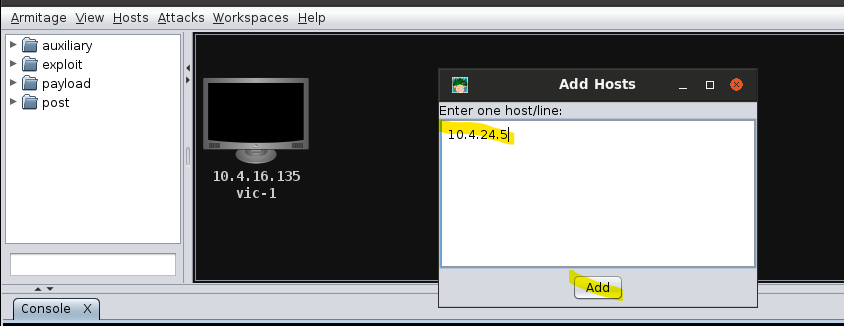 Armitage View Hosts Attacks Workspaces Help
auxiliary
exploit
payload
post
10.4.16.135
vic-1
Add Hosts
Enter one host/line:
10.4.24.5
Add
Console X